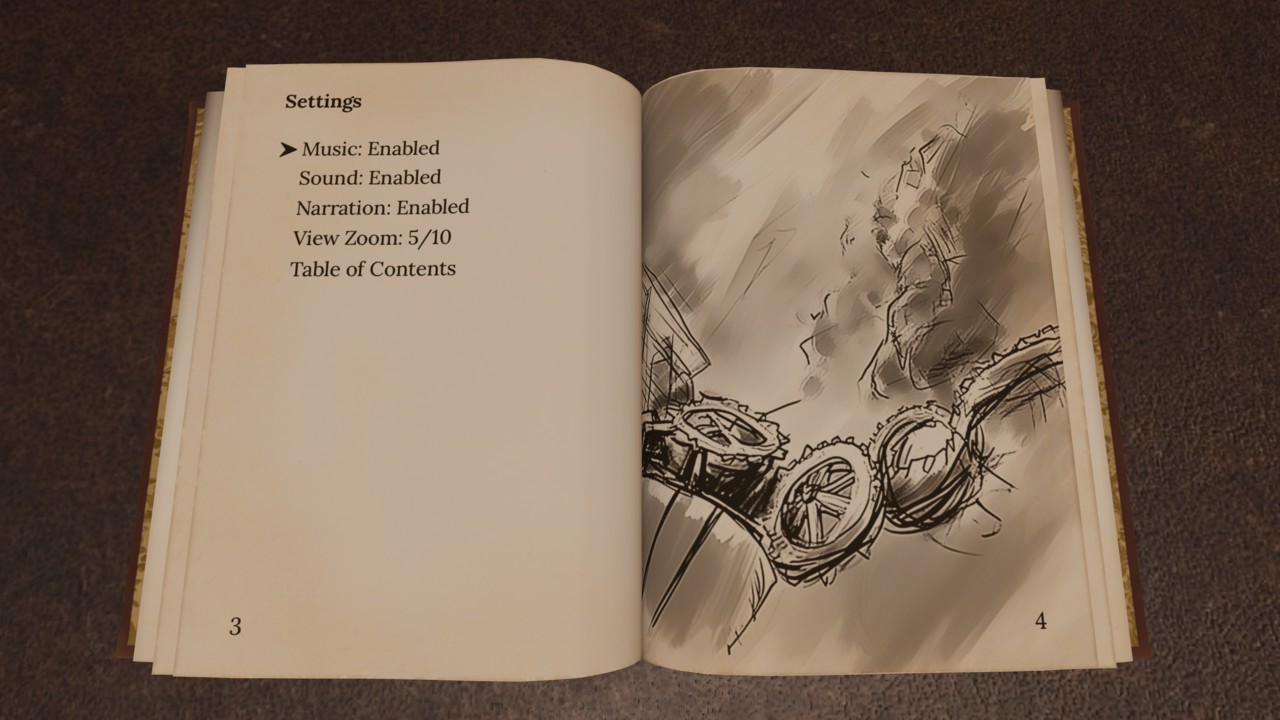 Settings
Music: Enabled
Sound: Enabled
Narration: Enabled
View Zoom: 5/10
Table of Contents
3
4